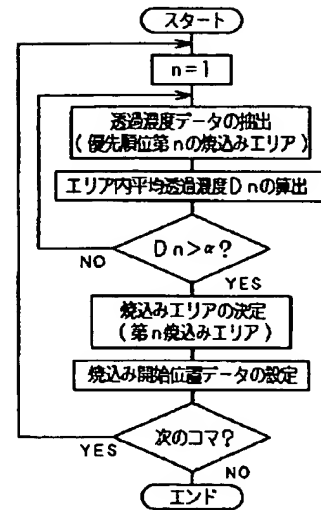 スタート
n=1
透過濃度データの抽出
(優先順位第nの焼込みエリア)
エリア内平均透過濃度Dnの算出
Dn>α?
NO
YES
焼込みエリアの決定
(第n焼込みエリア)
焼込み開始位置データの設定
次のコマ?
YES
NO
エンド